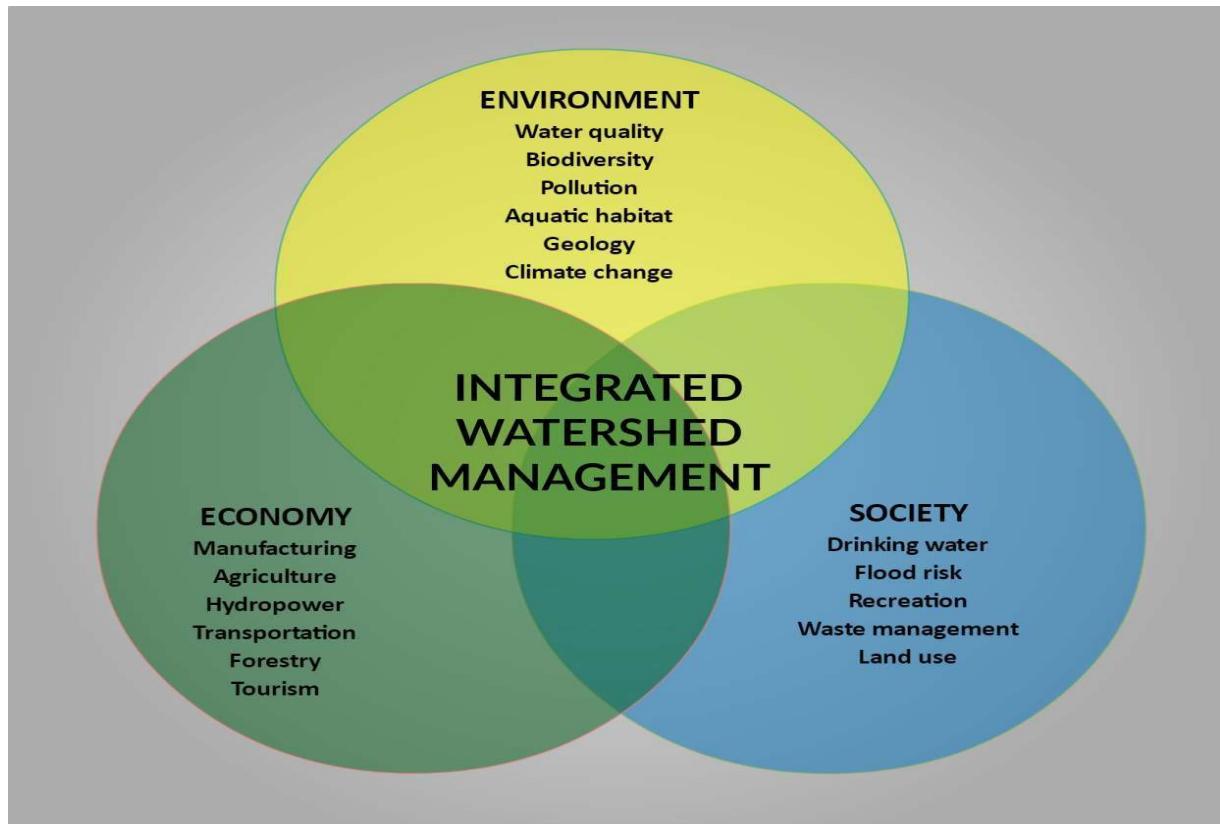 ENVIRONMENT
Water quality
Biodiversity
Pollution
Aquatic habitat
Geology
Climate change
INTEGRATED
WATERSHED
MANAGEMENT
ECONOMY
Manufacturing
Agriculture
Hydropower
Transportation
Forestry
Tourism
SOCIETY
Drinking water
Flood risk
Recreation
Waste management
Land use